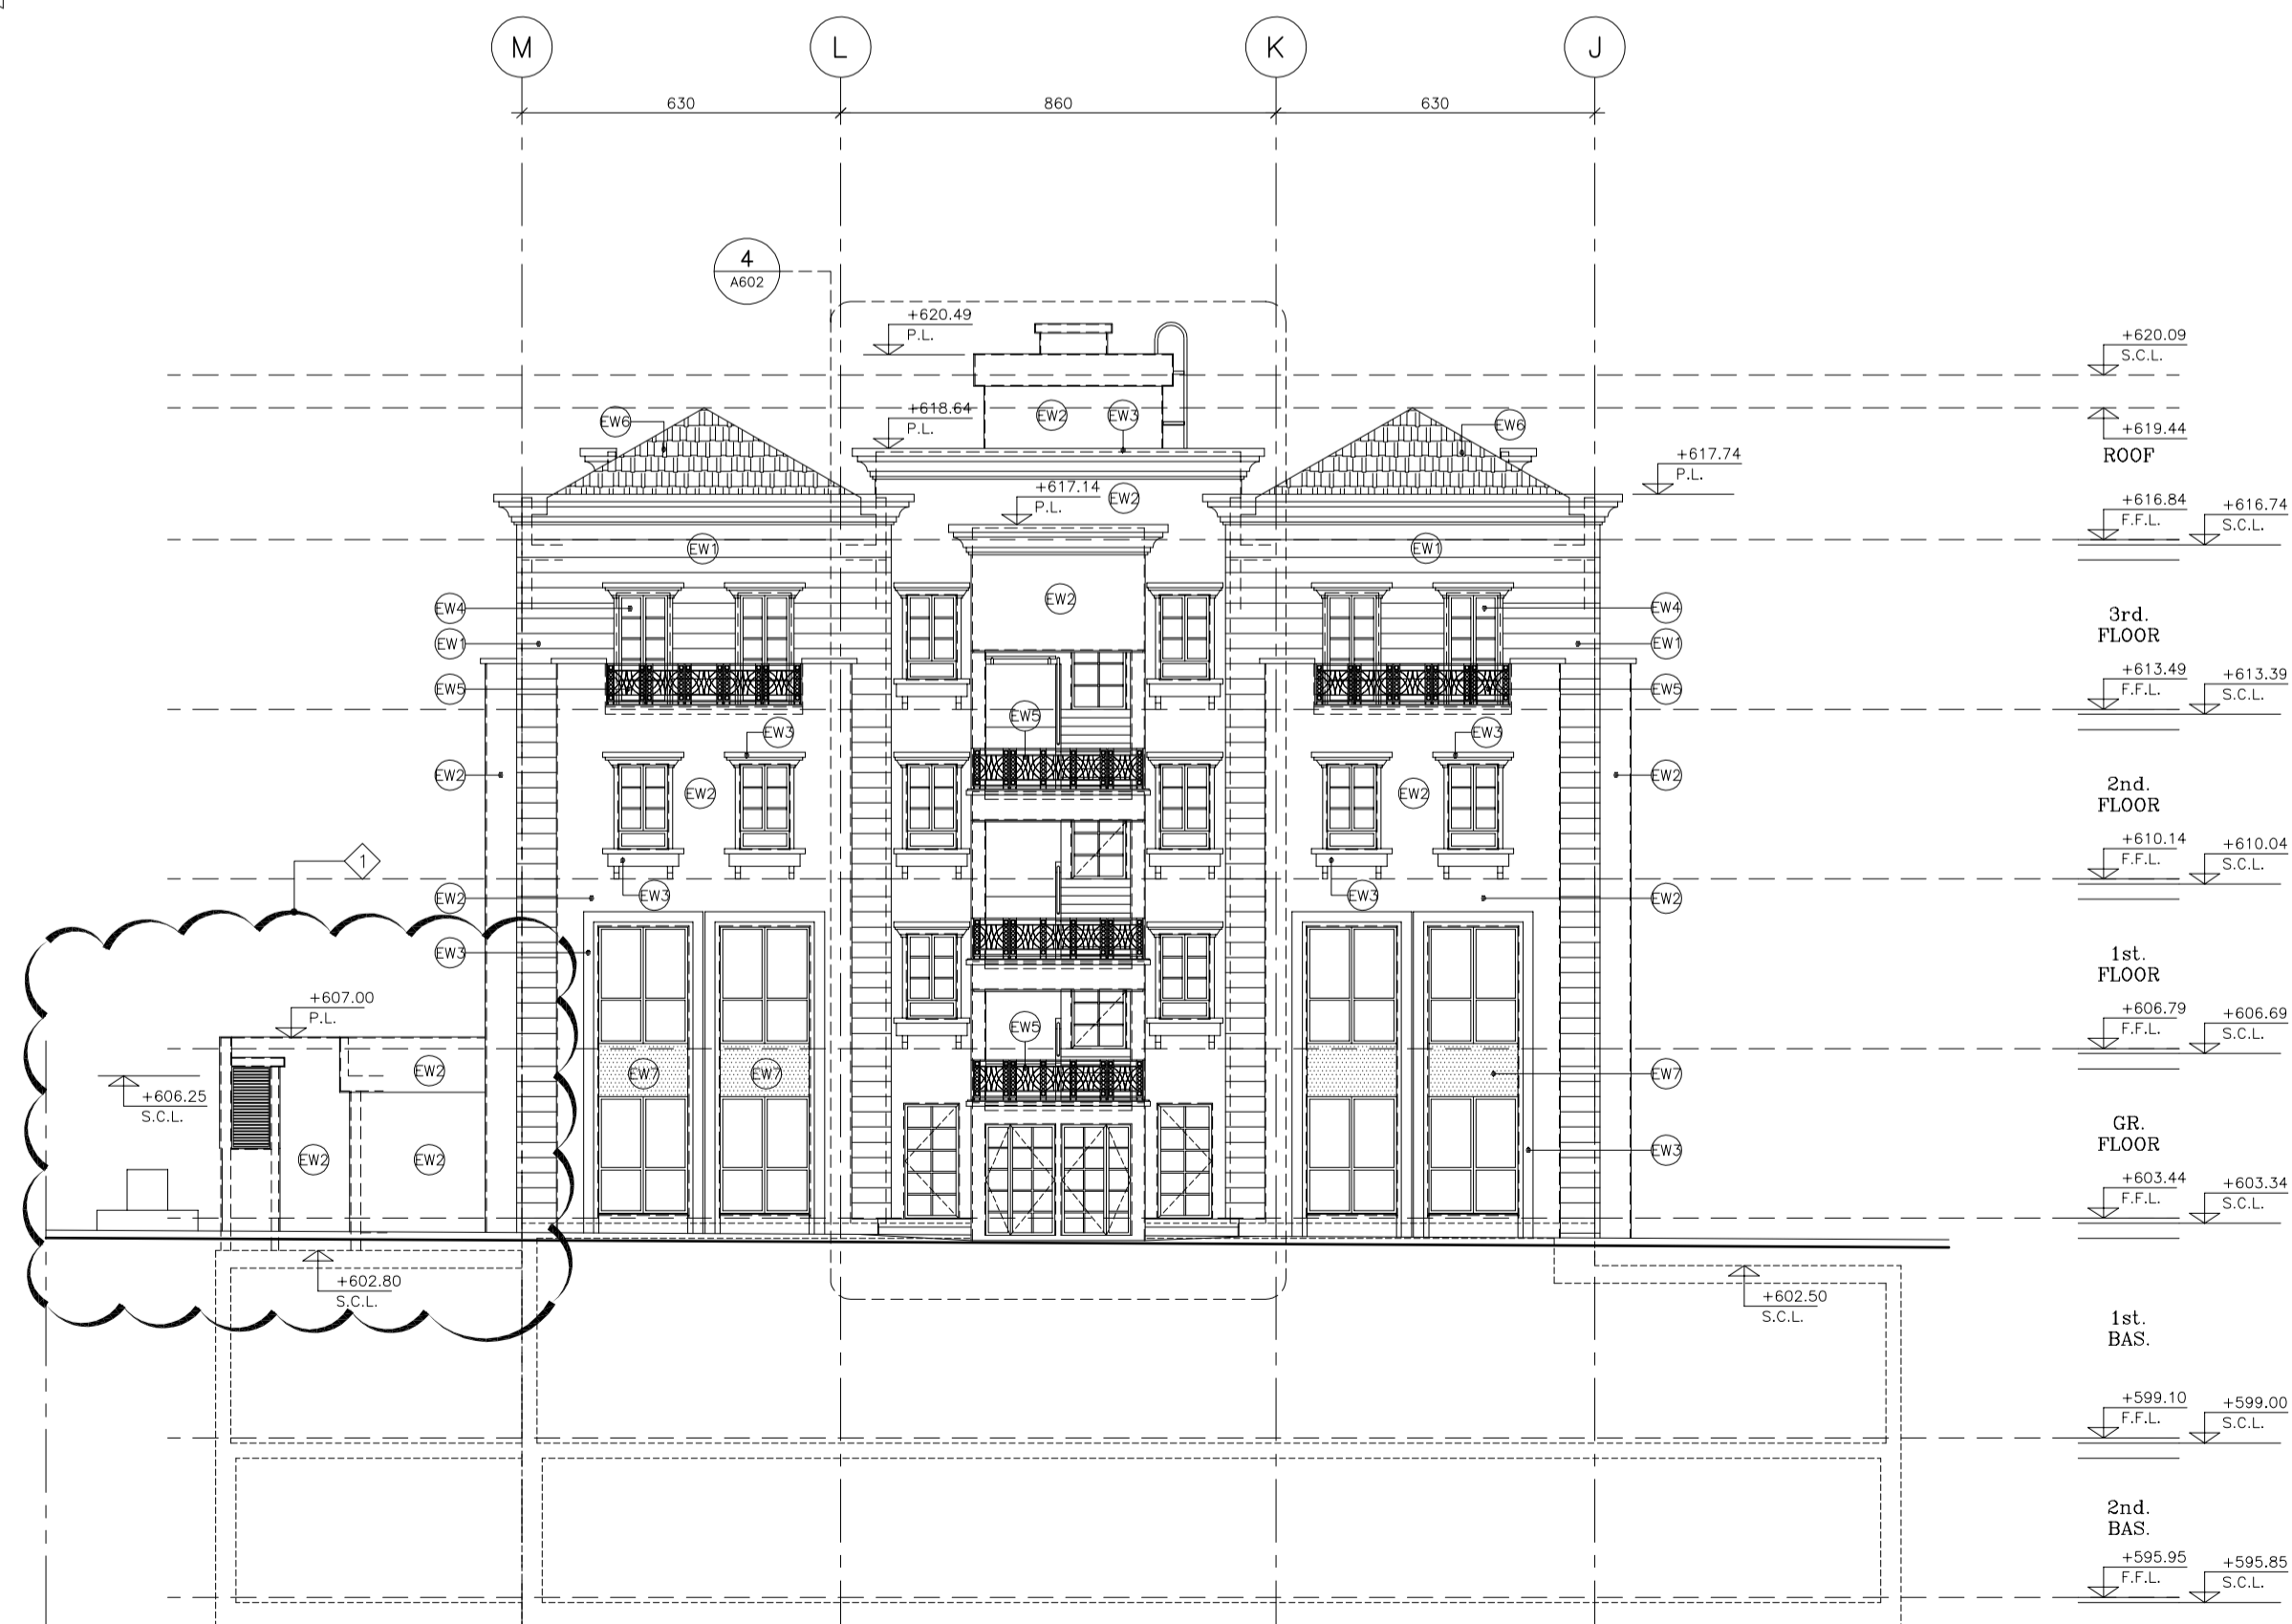 M L K J
630 860 630
4
A602
+620.49
P.L.
+620.09
S.C.L.
+618.64
P.L.
EW2 EW3
EW6 EW6
+619.44
ROOF
+617.74
P.L.
+617.14
P.L.
EW2
+616.84
F.F.L.
+616.74
S.C.L.
EW1 EW1
EW2
EW4 EW4
3rd.
FLOOR
EW1 EW1
EW5 EW5
+613.49
F.F.L.
+613.39
S.C.L.
EW5
EW3 EW3
EW2 EW2
EW2 EW2
2nd.
FLOOR
+610.14
F.F.L.
+610.04
S.C.L.
1
EW3 EW3
EW2 EW2
EW3
1st.
FLOOR
+607.00
P.L.
+606.79
F.F.L.
+606.69
S.C.L.
EW5
EW2
EW7 EW7 EW7
+606.25
S.C.L.
GR.
FLOOR
EW2 EW2 EW3
+603.44
F.F.L.
+603.34
S.C.L.
+602.80
S.C.L.
+602.50
S.C.L.
1st.
BAS.
+599.10
F.F.L.
+599.00
S.C.L.
2nd.
BAS.
+595.95
F.F.L.
+595.85
S.C.L.